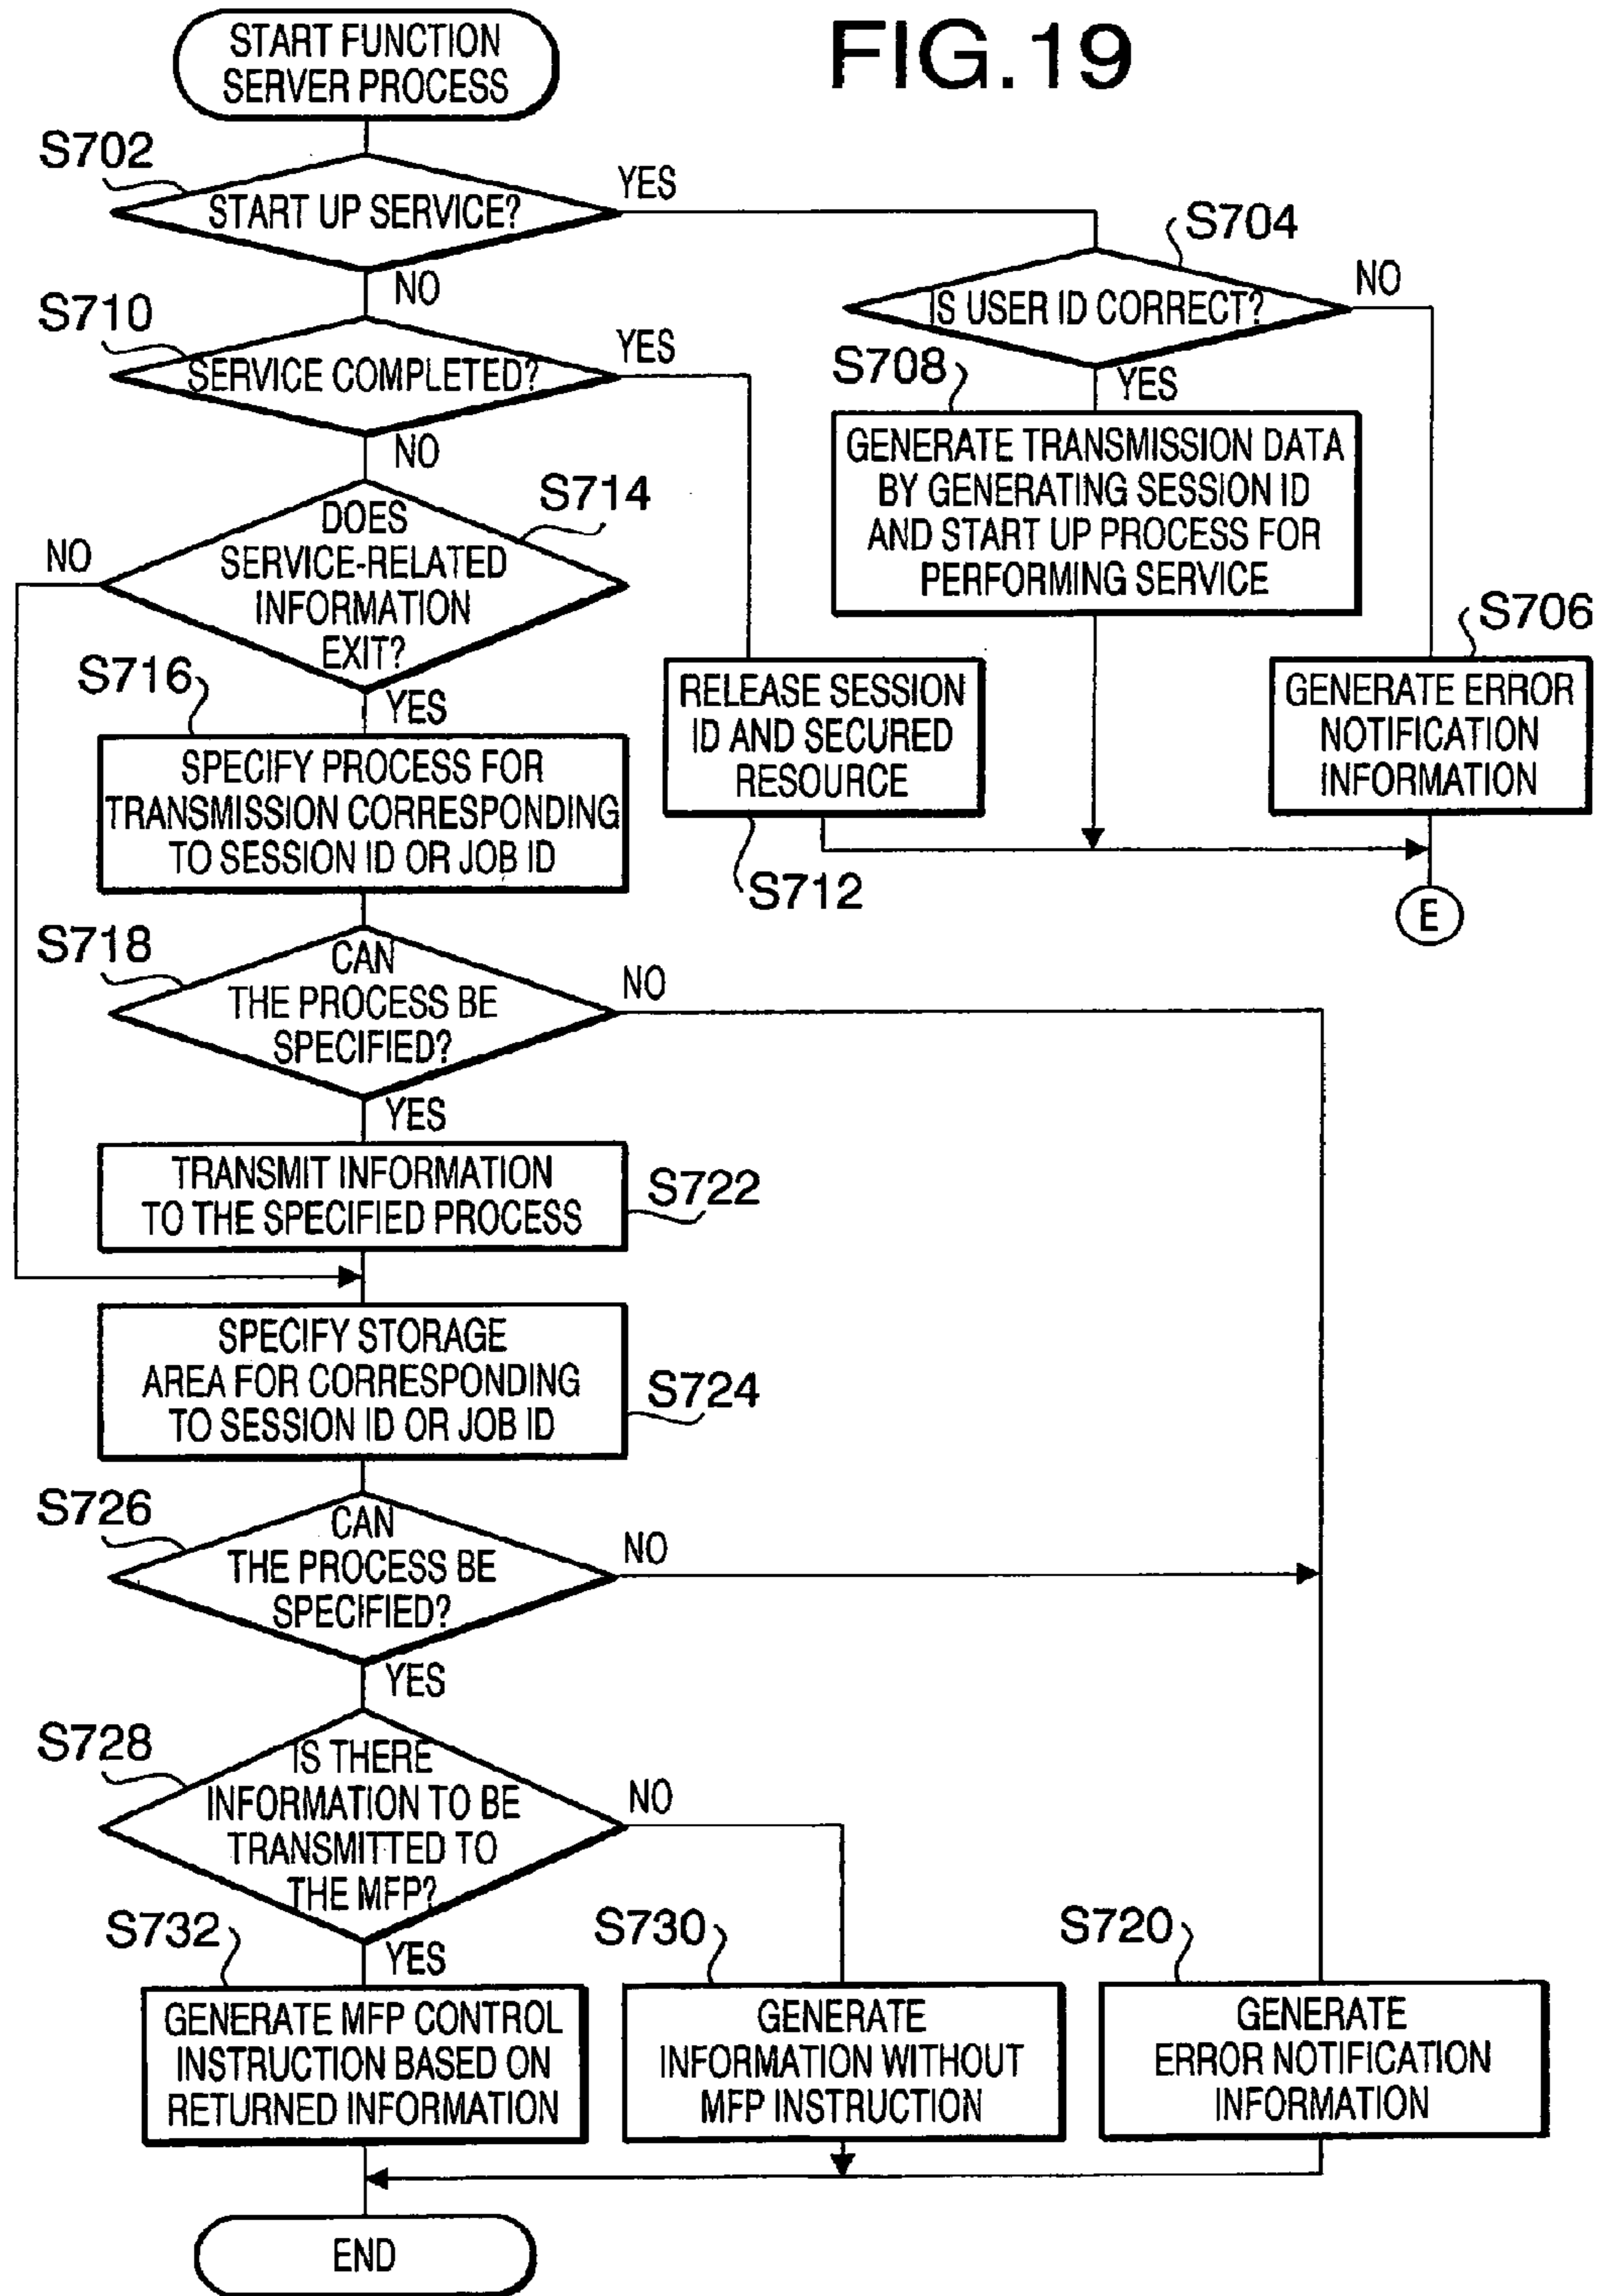 FIG.19
START FUNCTION
SERVER PROCESS
S702
START UP SERVICE?
YES
NO
S704
IS USER ID CORRECT?
NO
YES
S710
SERVICE COMPLETED?
YES
NO
S708
GENERATE TRANSMISSION DATA
BY GENERATING SESSION ID
AND START UP PROCESS FOR
PERFORMING SERVICE
S714
DOES
SERVICE-RELATED
INFORMATION
EXIT?
NO
YES
S706
GENERATE ERROR
NOTIFICATION
INFORMATION
RELEASE SESSION
ID AND SECURED
RESOURCE
S712
E
S716
SPECIFY PROCESS FOR
TRANSMISSION CORRESPONDING
TO SESSION ID OR JOB ID
S718
CAN
THE PROCESS BE
SPECIFIED?
NO
YES
TRANSMIT INFORMATION
TO THE SPECIFIED PROCESS
S722
SPECIFY STORAGE
AREA FOR CORRESPONDING
TO SESSION ID OR JOB ID
S724
S726
CAN
THE PROCESS BE
SPECIFIED?
NO
YES
S728
IS THERE
INFORMATION TO BE
TRANSMITTED TO
THE MFP?
NO
YES
S732
GENERATE MFP CONTROL
INSTRUCTION BASED ON
RETURNED INFORMATION
S730
GENERATE
INFORMATION WITHOUT
MFP INSTRUCTION
S720
GENERATE
ERROR NOTIFICATION
INFORMATION
END